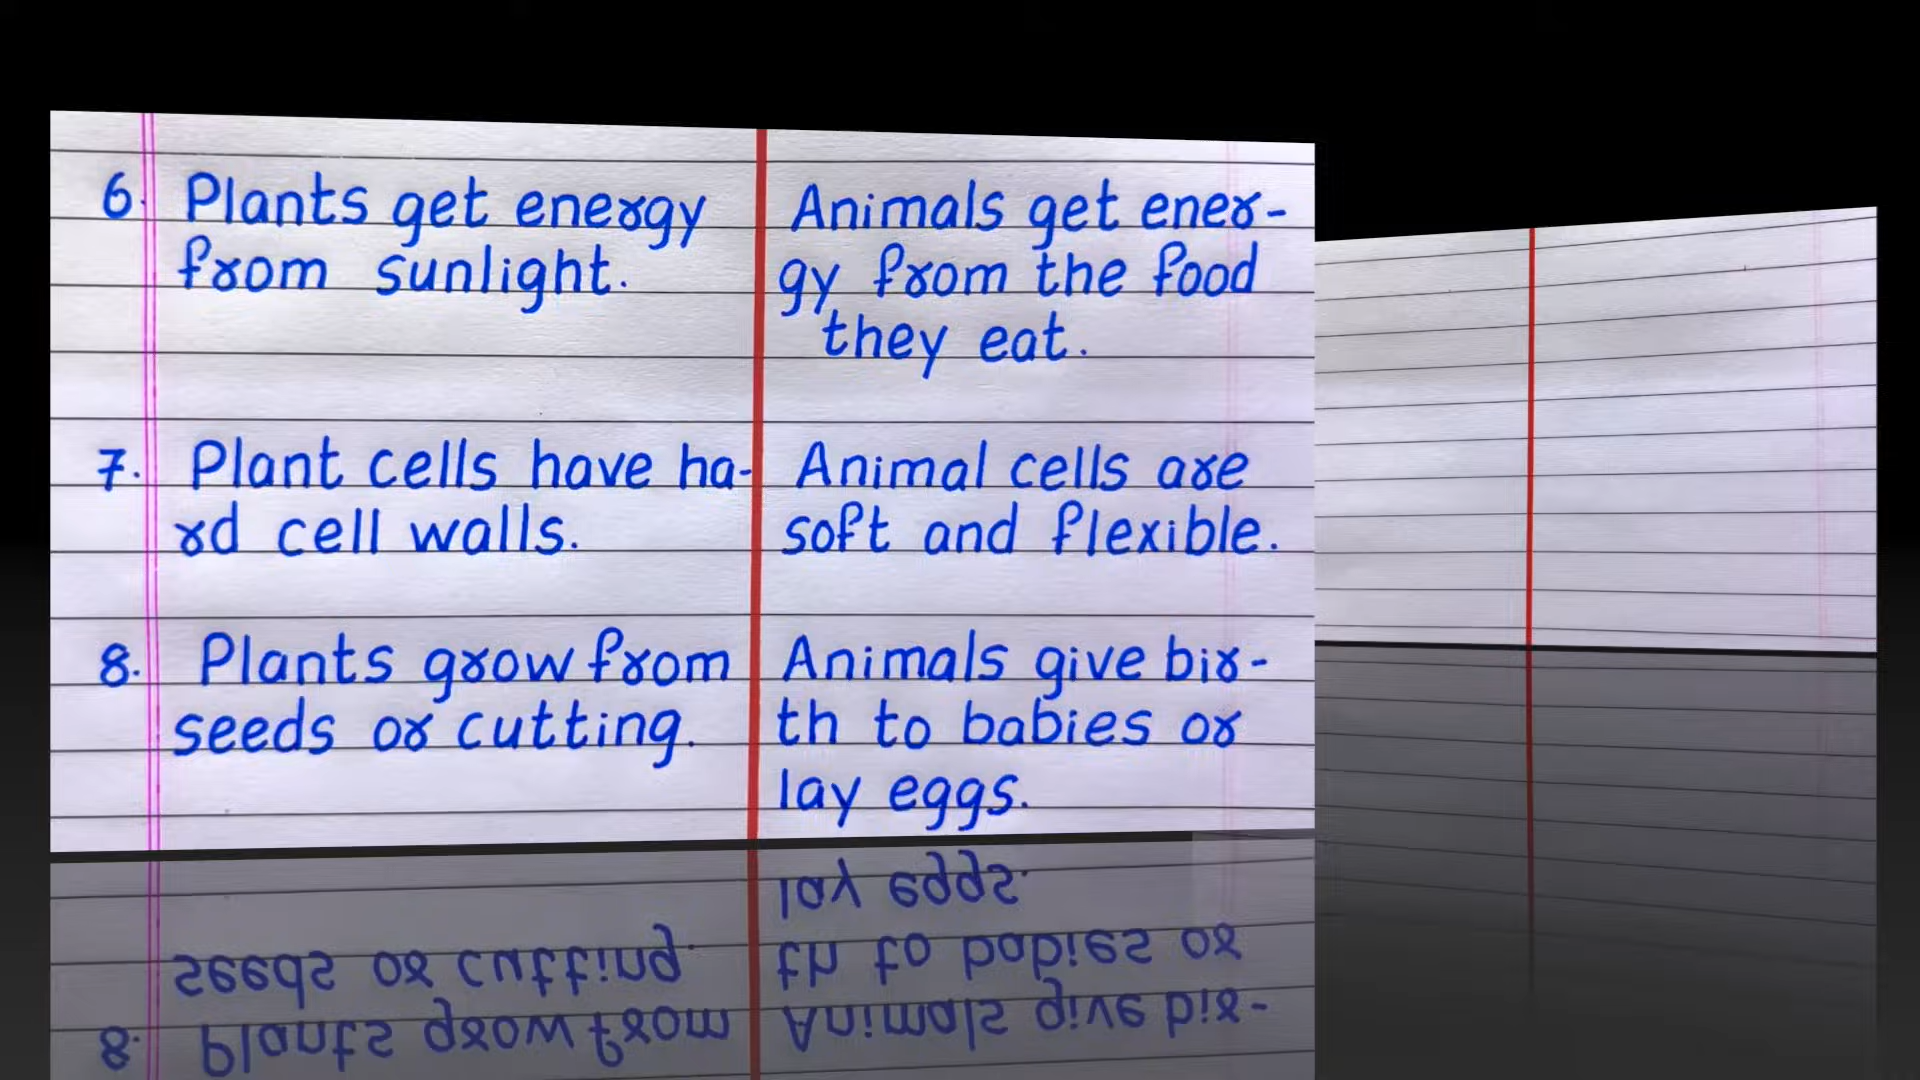 6. Plants get energy
from sunlight.
Animals get ener-
gy from the food
they eat.
7. Plant cells have ha-
rd cell walls.
Animal cells are
soft and flexible.
8. Plants grow from
seeds or cutting.
Animals give bir-
th to babies or
lay eggs.